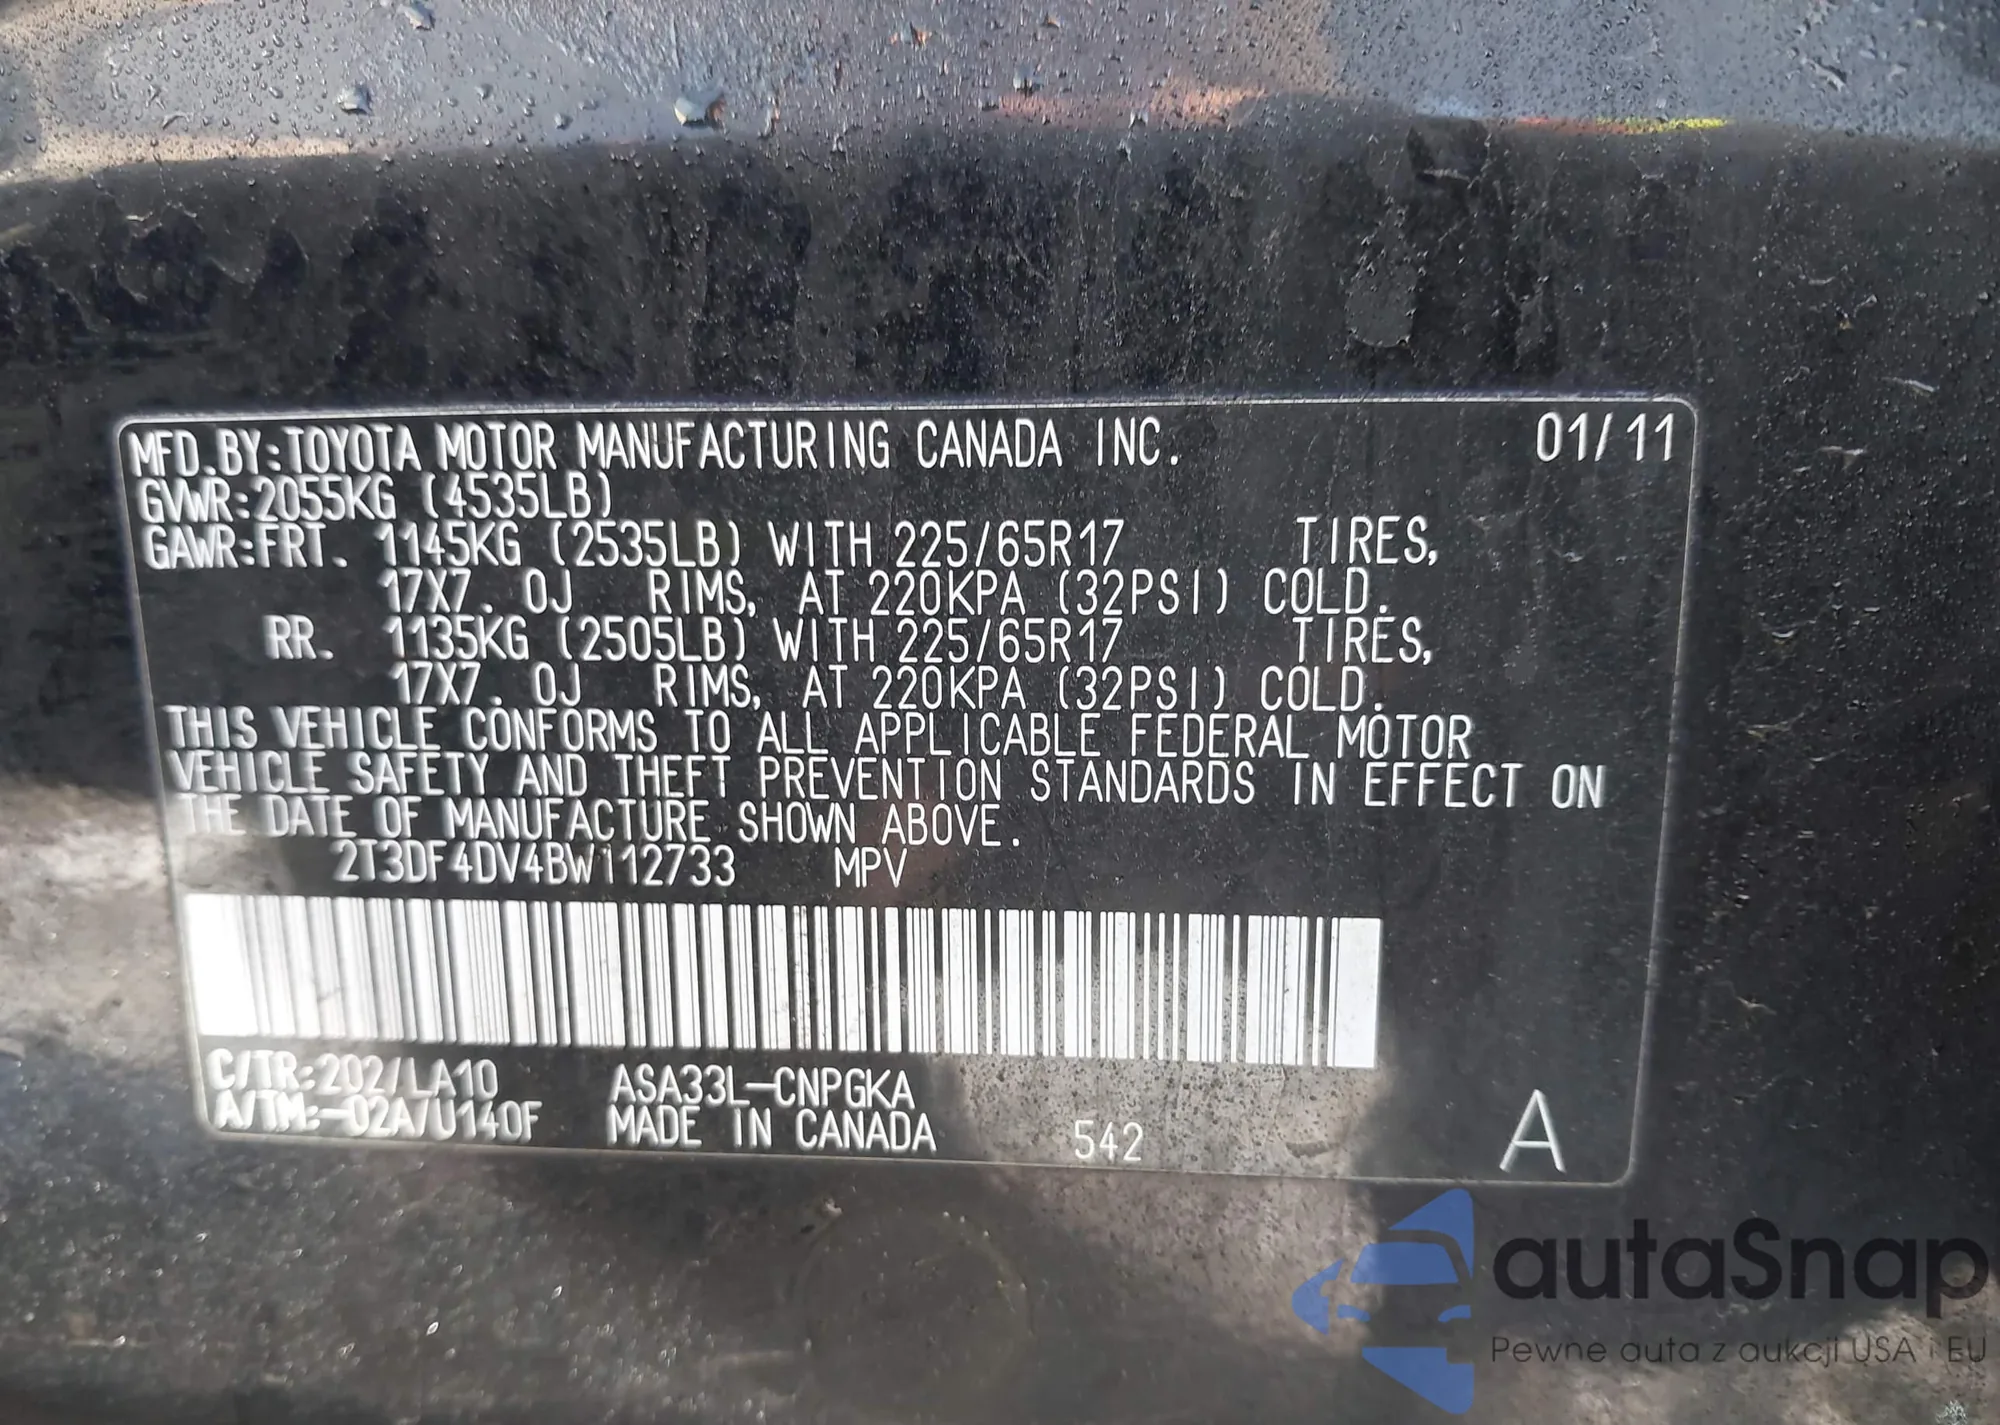 MFD.BY:TOYOTA MOTOR MANUFACTURING CANADA INC. 01/11
GVWR:2055KG (4535LB)
GAWR:FRT. 1145KG (2535LB) WITH 225/65R17 TIRES,
17X7.0J RIMS, AT 220KPA (32PSI) COLD.
RR. 1135KG (2505LB) WITH 225/65R17 TIRES,
17X7.0J RIMS, AT 220KPA (32PSI) COLD.
THIS VEHICLE CONFORMS TO ALL APPLICABLE FEDERAL MOTOR
VEHICLE SAFETY AND THEFT PREVENTION STANDARDS IN EFFECT ON
THE DATE OF MANUFACTURE SHOWN ABOVE.
2T3DF4DV4BW112733 MPV
C/TR:202/LA10 ASA33L-CNPGKA
A/TM:-02A/U140F MADE IN CANADA 542 A
autaSnap
Pewne auta z aukcji USA i EU